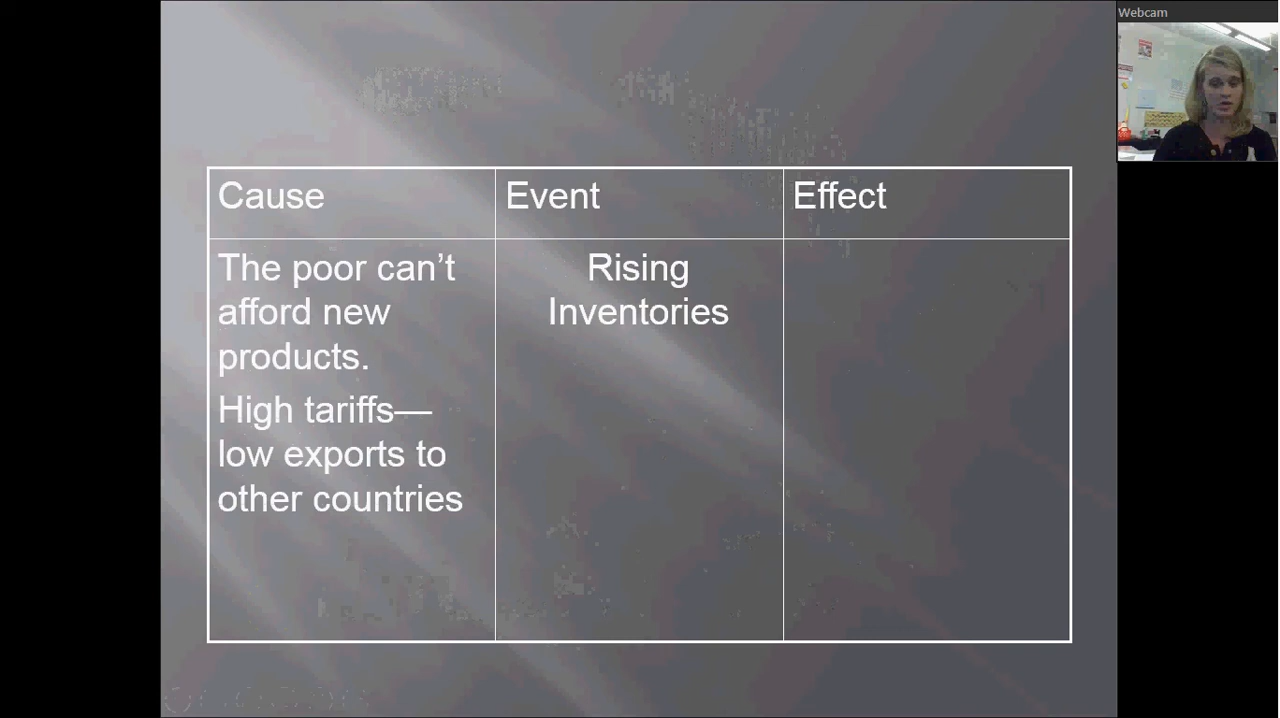 Webcam
Cause
Event
Effect
The poor can’t
afford new
products.
High tariffs—
low exports to
other countries
Rising
Inventories